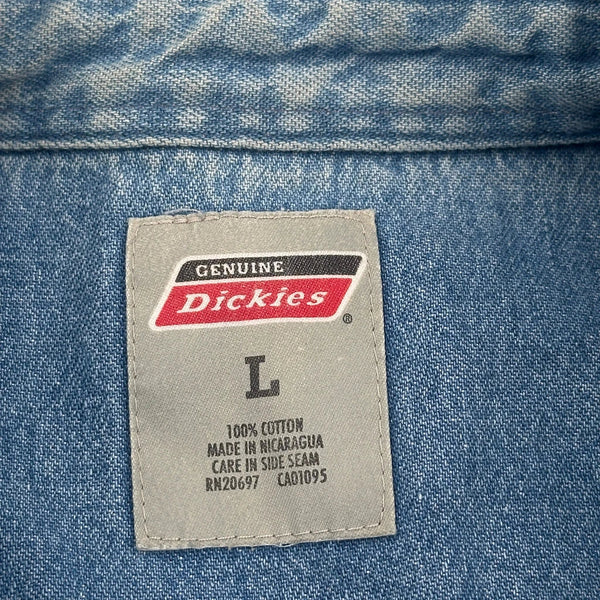 GENUINE
Dickies
®
L
100% COTTON
MADE IN NICARAGUA
CARE IN SIDE SEAM
RN20697 CA01095